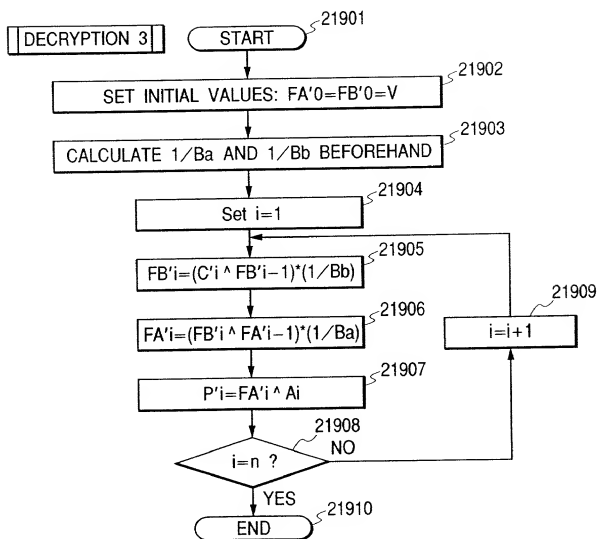 DECRYPTION 3
START
21901
SET INITIAL VALUES: FA'0=FB'0=V
21902
CALCULATE 1/Ba AND 1/Bb BEFOREHAND
21903
Set i=1
21904
FB'i=(C'i ^ FB'i-1)*(1/Bb)
21905
FA'i=(FB'i ^ FA'i-1)*(1/Ba)
21906
i=i+1
21909
P'i=FA'i ^ Ai
21907
i=n ?
21908
NO
YES
END
21910